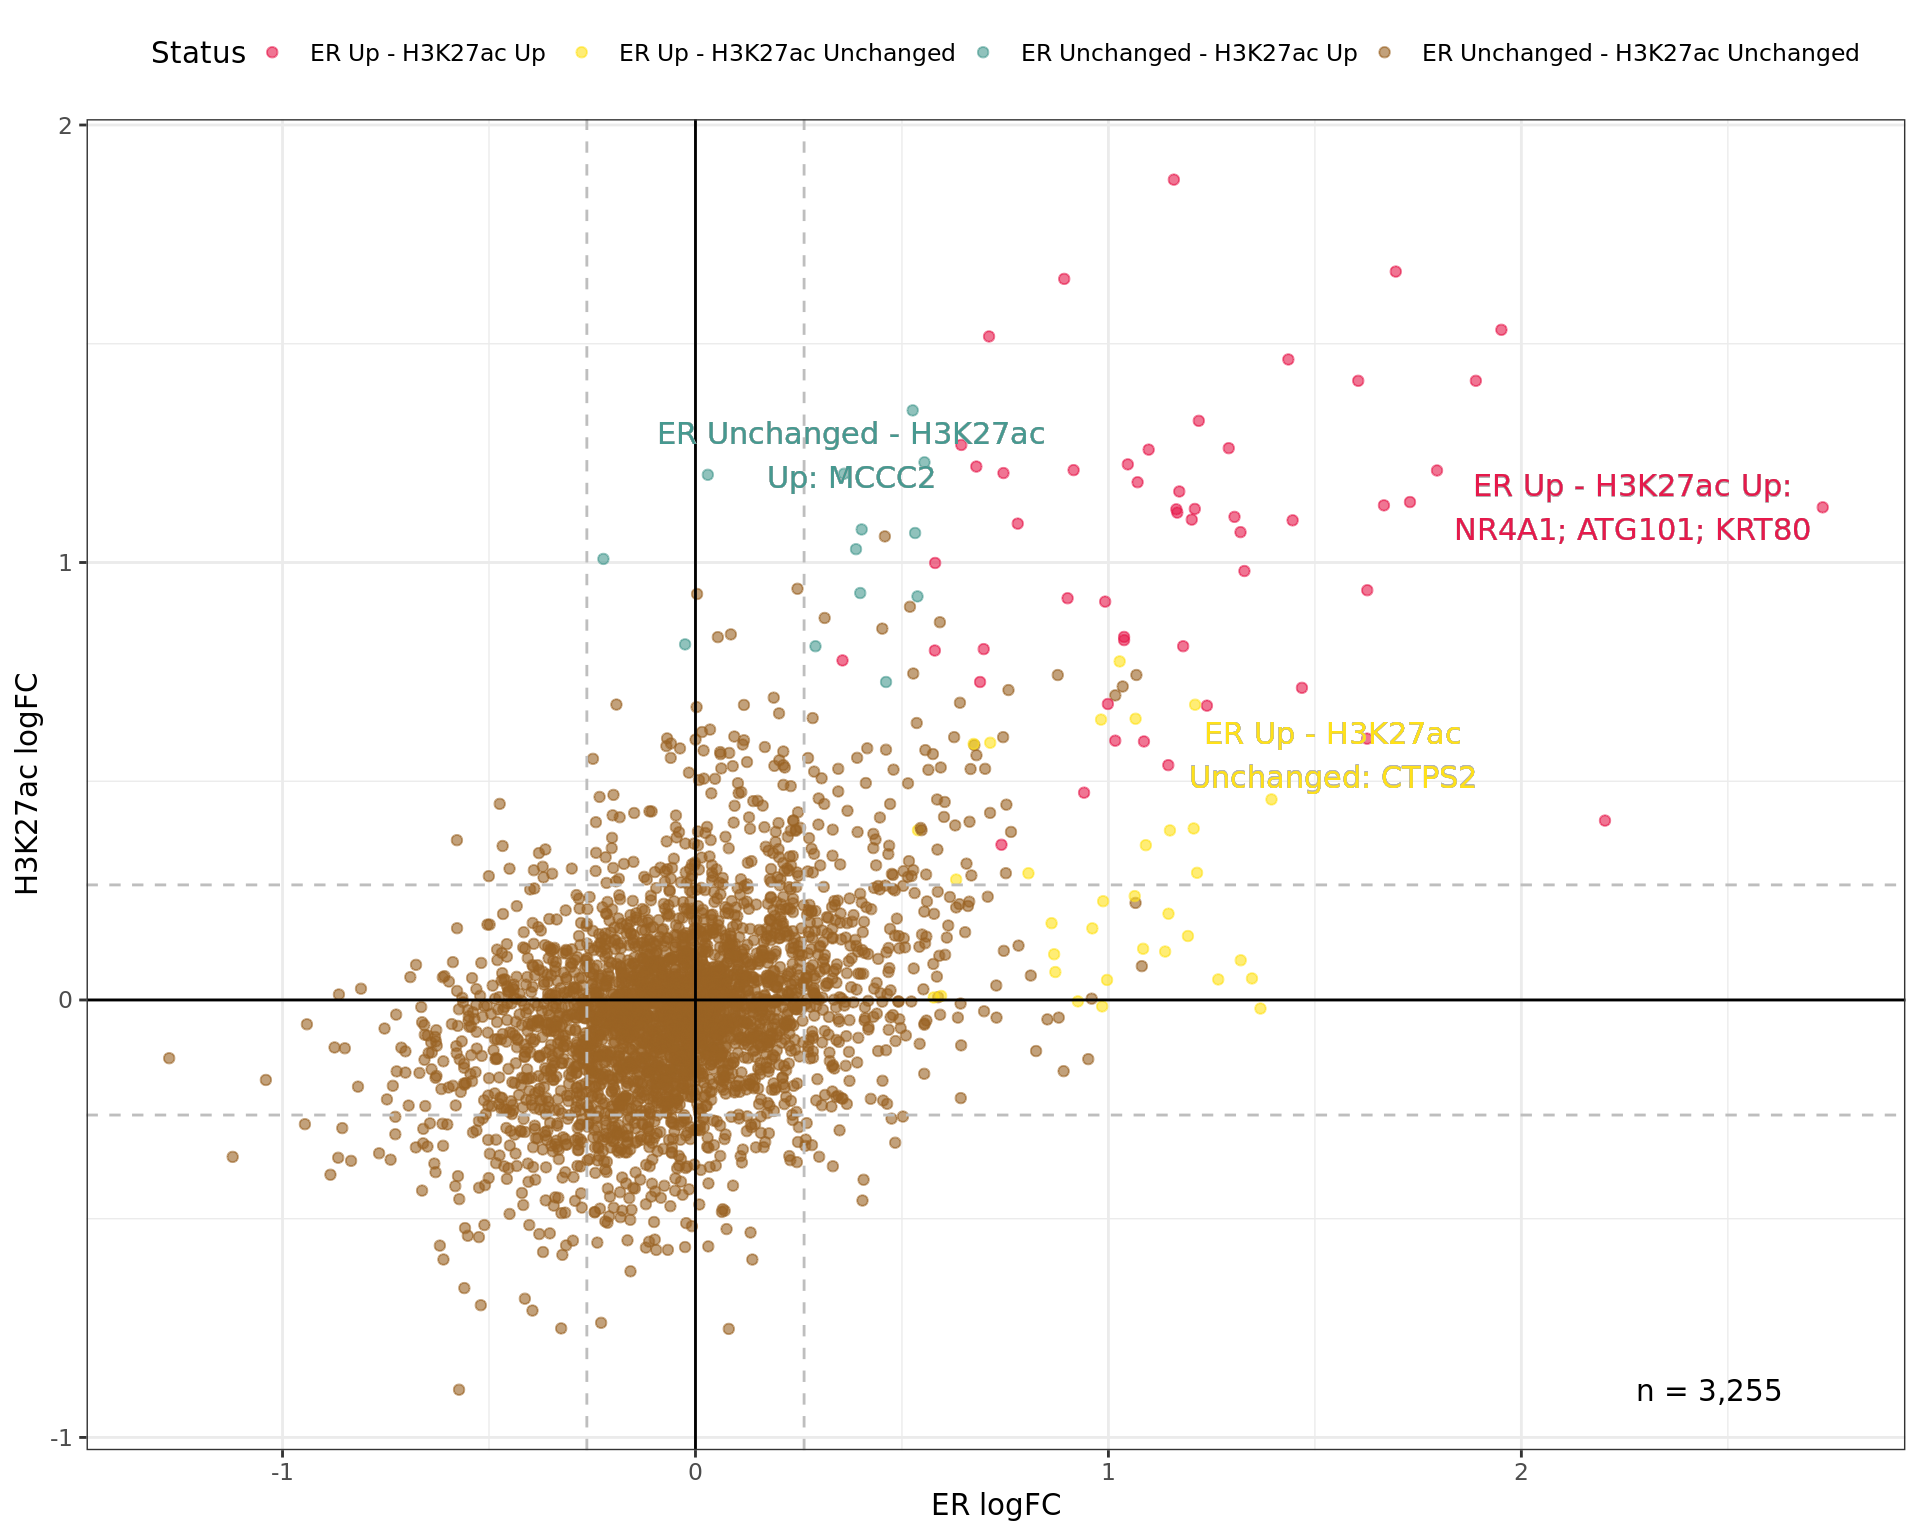 Status ER Up - H3K27ac Up ER Up - H3K27ac Unchanged ER Unchanged - H3K27ac Up ER Unchanged - H3K27ac Unchanged
2
ER Unchanged - H3K27ac
Up: MCCC2
ER Up - H3K27ac Up:
NR4A1; ATG101; KRT80
1
ER Up - H3K27ac
Unchanged: CTPS2
H3K27ac logFC
0
n = 3,255
-1
-1 0 1 2
ER logFC